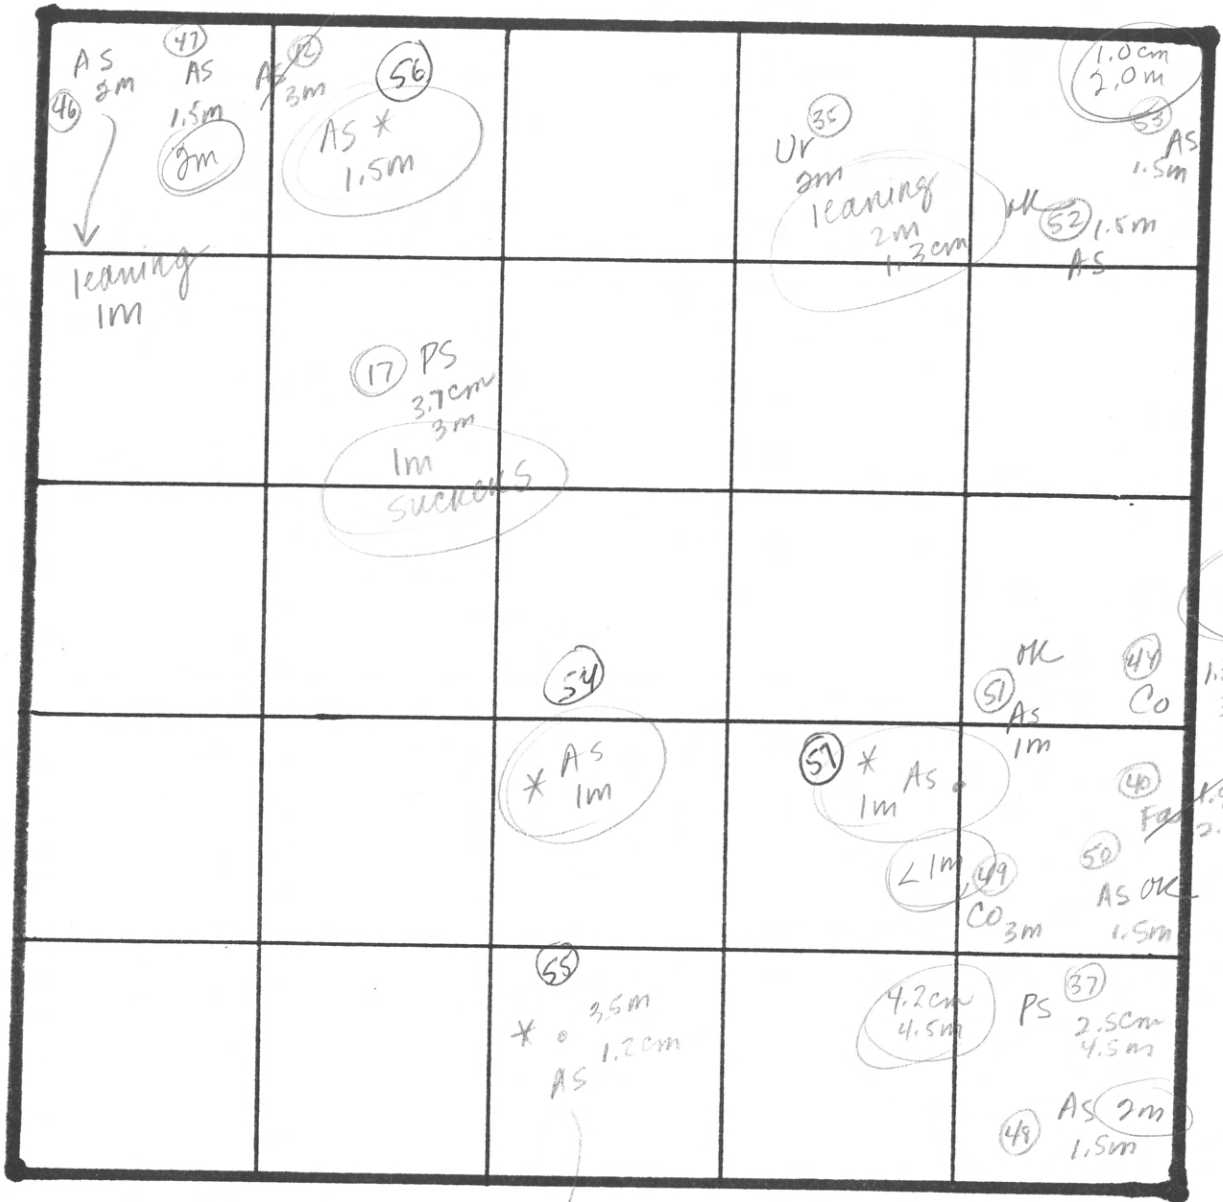 AS
2m
46
leaning
1m
47
AS
1.5m
2m
12
AS
3m
56
AS *
1.5m
35
Ur
2m
leaning
2m
1.3cm
1.0cm
2.0m
53
AS
1.5m
ok
52 1.5m
AS
17 PS
3.7cm
3m
1m
suckers
54
* AS
1m
ok
51
AS
1m
44
Co
57 * AS
1m
40
50
AS OK
1.5m
<1m 49
Co 3m
55
* 3.5m
1.2cm
AS
4.2cm
4.5m
PS 37
2.5cm
4.5m
48
AS 2m
1.5m